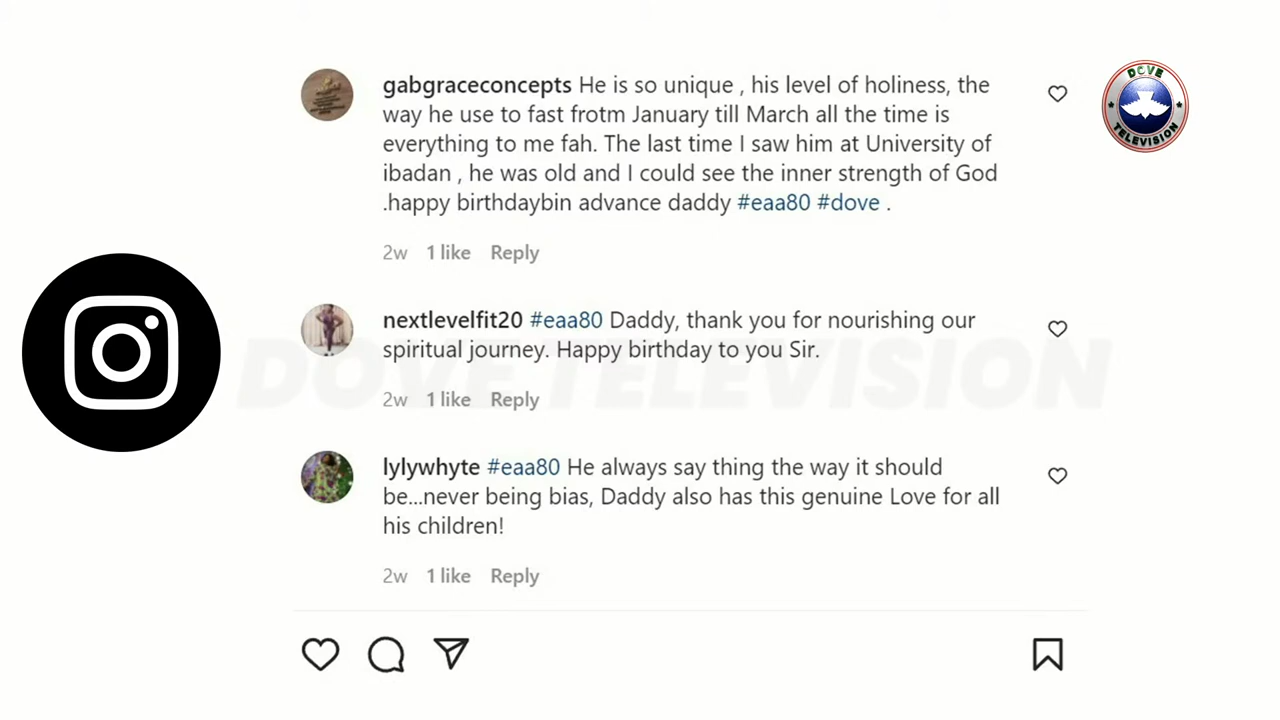 gabgraceconcepts He is so unique , his level of holiness, the
way he use to fast frotm January till March all the time is
everything to me fah. The last time I saw him at University of
ibadan , he was old and I could see the inner strength of God
.happy birthdaybin advance daddy #eaa80 #dove .
2w 1 like Reply
DOVE
TELEVISION
nextlevelfit20 #eaa80 Daddy, thank you for nourishing our
spiritual journey. Happy birthday to you Sir.
DOVE TELEVISION
2w 1 like Reply
lylywhyte #eaa80 He always say thing the way it should
be...never being bias, Daddy also has this genuine Love for all
his children!
2w 1 like Reply